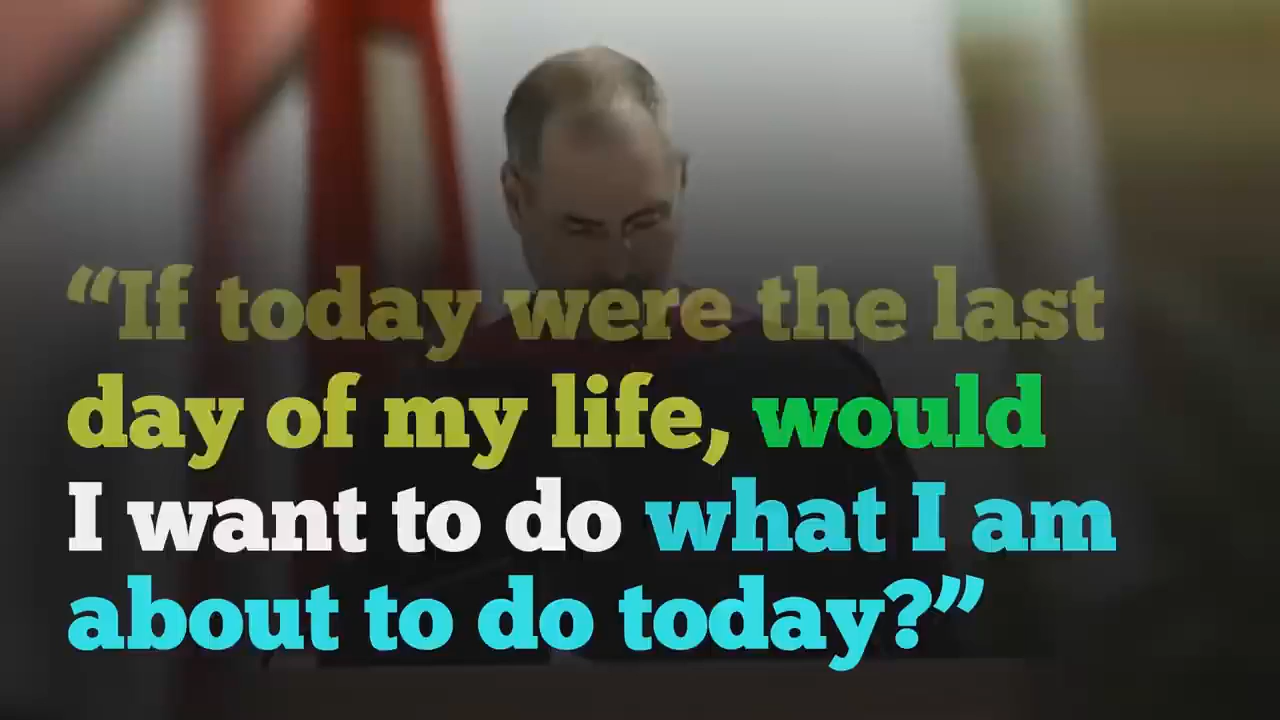 “If today were the last
day of my life, would
I want to do what I am
about to do today?”